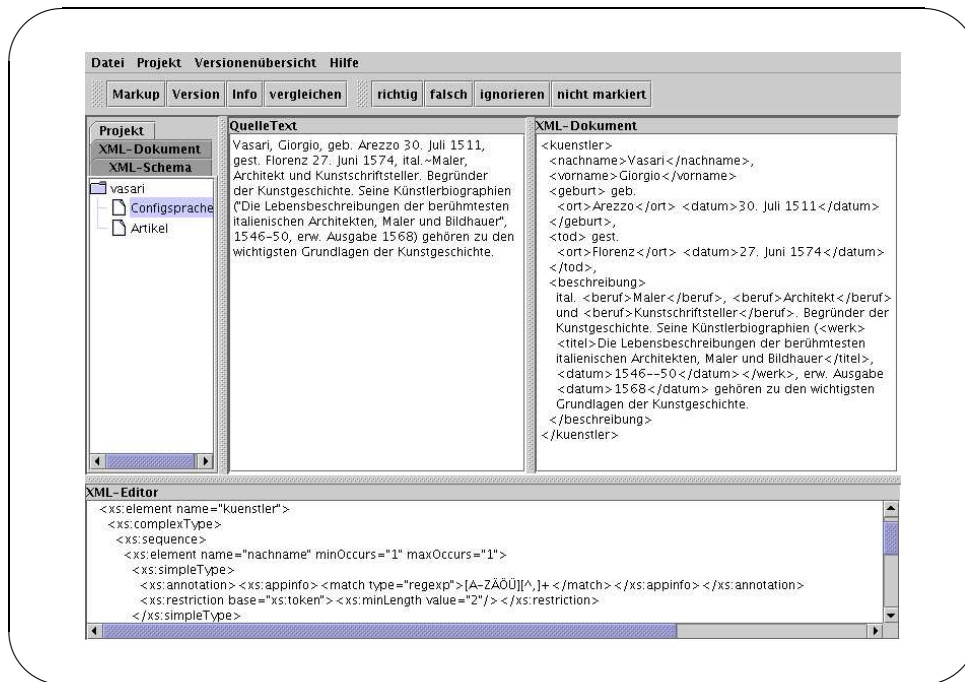 Datei Projekt Versionenübersicht Hilfe
Markup Version Info vergleichen richtig falsch ignorieren nicht markiert
Projekt
XML-Dokument
XML-Schema
vasari
Configsprache
Artikel
QuelleText
Vasari, Giorgio, geb. Arezzo 30. Juli 1511,
gest. Florenz 27. Juni 1574, ital.~Maler,
Architekt und Kunstschriftsteller. Begründer
der Kunstgeschichte. Seine Künstlerbiographien
("Die Lebensbeschreibungen der berühmtesten
italienischen Architekten, Maler und Bildhauer",
1546-50, erw. Ausgabe 1568) gehören zu den
wichtigsten Grundlagen der Kunstgeschichte.
XML-Dokument
<kuenstler>
<nachname>Vasari</nachname>,
<vorname>Giorgio</vorname>
<geburt> geb.
<ort>Arezzo</ort> <datum>30. Juli 1511</datum>
</geburt>,
<tod> gest.
<ort>Florenz</ort> <datum>27. Juni 1574</datum>
</tod>,
<beschreibung>
ital. <beruf>Maler</beruf>, <beruf>Architekt</beruf>
und <beruf>Kunstschriftsteller</beruf>. Begründer der
Kunstgeschichte. Seine Künstlerbiographien (<werk>
<titel>Die Lebensbeschreibungen der berühmtesten
italienischen Architekten, Maler und Bildhauer</titel>,
<datum>1546--50</datum></werk>, erw. Ausgabe
<datum>1568</datum> gehören zu den wichtigsten
Grundlagen der Kunstgeschichte.
</beschreibung>
</kuenstler>
XML-Editor
<xs:element name="kuenstler">
<xs:complexType>
<xs:sequence>
<xs:element name="nachname" minOccurs="1" maxOccurs="1">
<xs:simpleType>
<xs:annotation><xs:appinfo><match type="regexp">[A-ZÄÖÜ][^,]+</match></xs:appinfo></xs:annotation>
<xs:restriction base="xs:token"><xs:minLength value="2"/></xs:restriction>
</xs:simpleType>